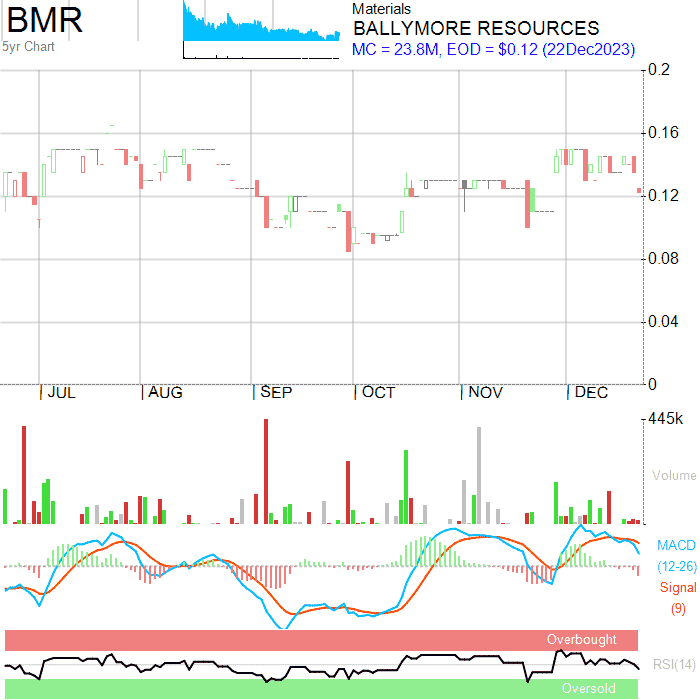 BMR
5yr Chart
Materials
BALLYMORE RESOURCES
MC = 23.8M, EOD = $0.12 (22Dec2023)
0.2
0.16
0.12
0.08
0.04
0
JUL AUG SEP OCT NOV DEC
445k
Volume
MACD
(12-26)
Signal
(9)
Overbought
RSI(14)
Oversold